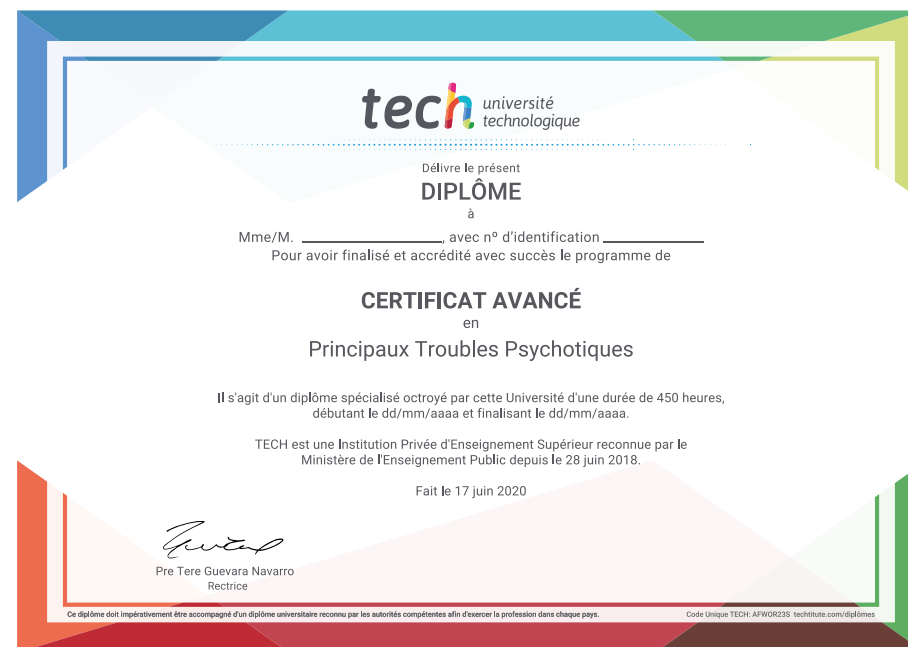 tech université
technologique
Délivre le présent
DIPLÔME
à
Mme/M. ____________________, avec nº d'identification ______________
Pour avoir finalisé et accrédité avec succès le programme de
CERTIFICAT AVANCÉ
en
Principaux Troubles Psychotiques
Il s'agit d'un diplôme spécialisé octroyé par cette Université d'une durée de 450 heures,
débutant le dd/mm/aaaa et finalisant le dd/mm/aaaa.
TECH est une Institution Privée d'Enseignement Supérieur reconnue par le
Ministère de l'Enseignement Public depuis le 28 juin 2018.
Fait le 17 juin 2020
Pre Tere Guevara Navarro
Rectrice
Ce diplôme doit impérativement être accompagné d'un diplôme universitaire reconnu par les autorités compétentes afin d'exercer la profession dans chaque pays.
Code Unique TECH: AFWOR23S techtitute.com/diplômes